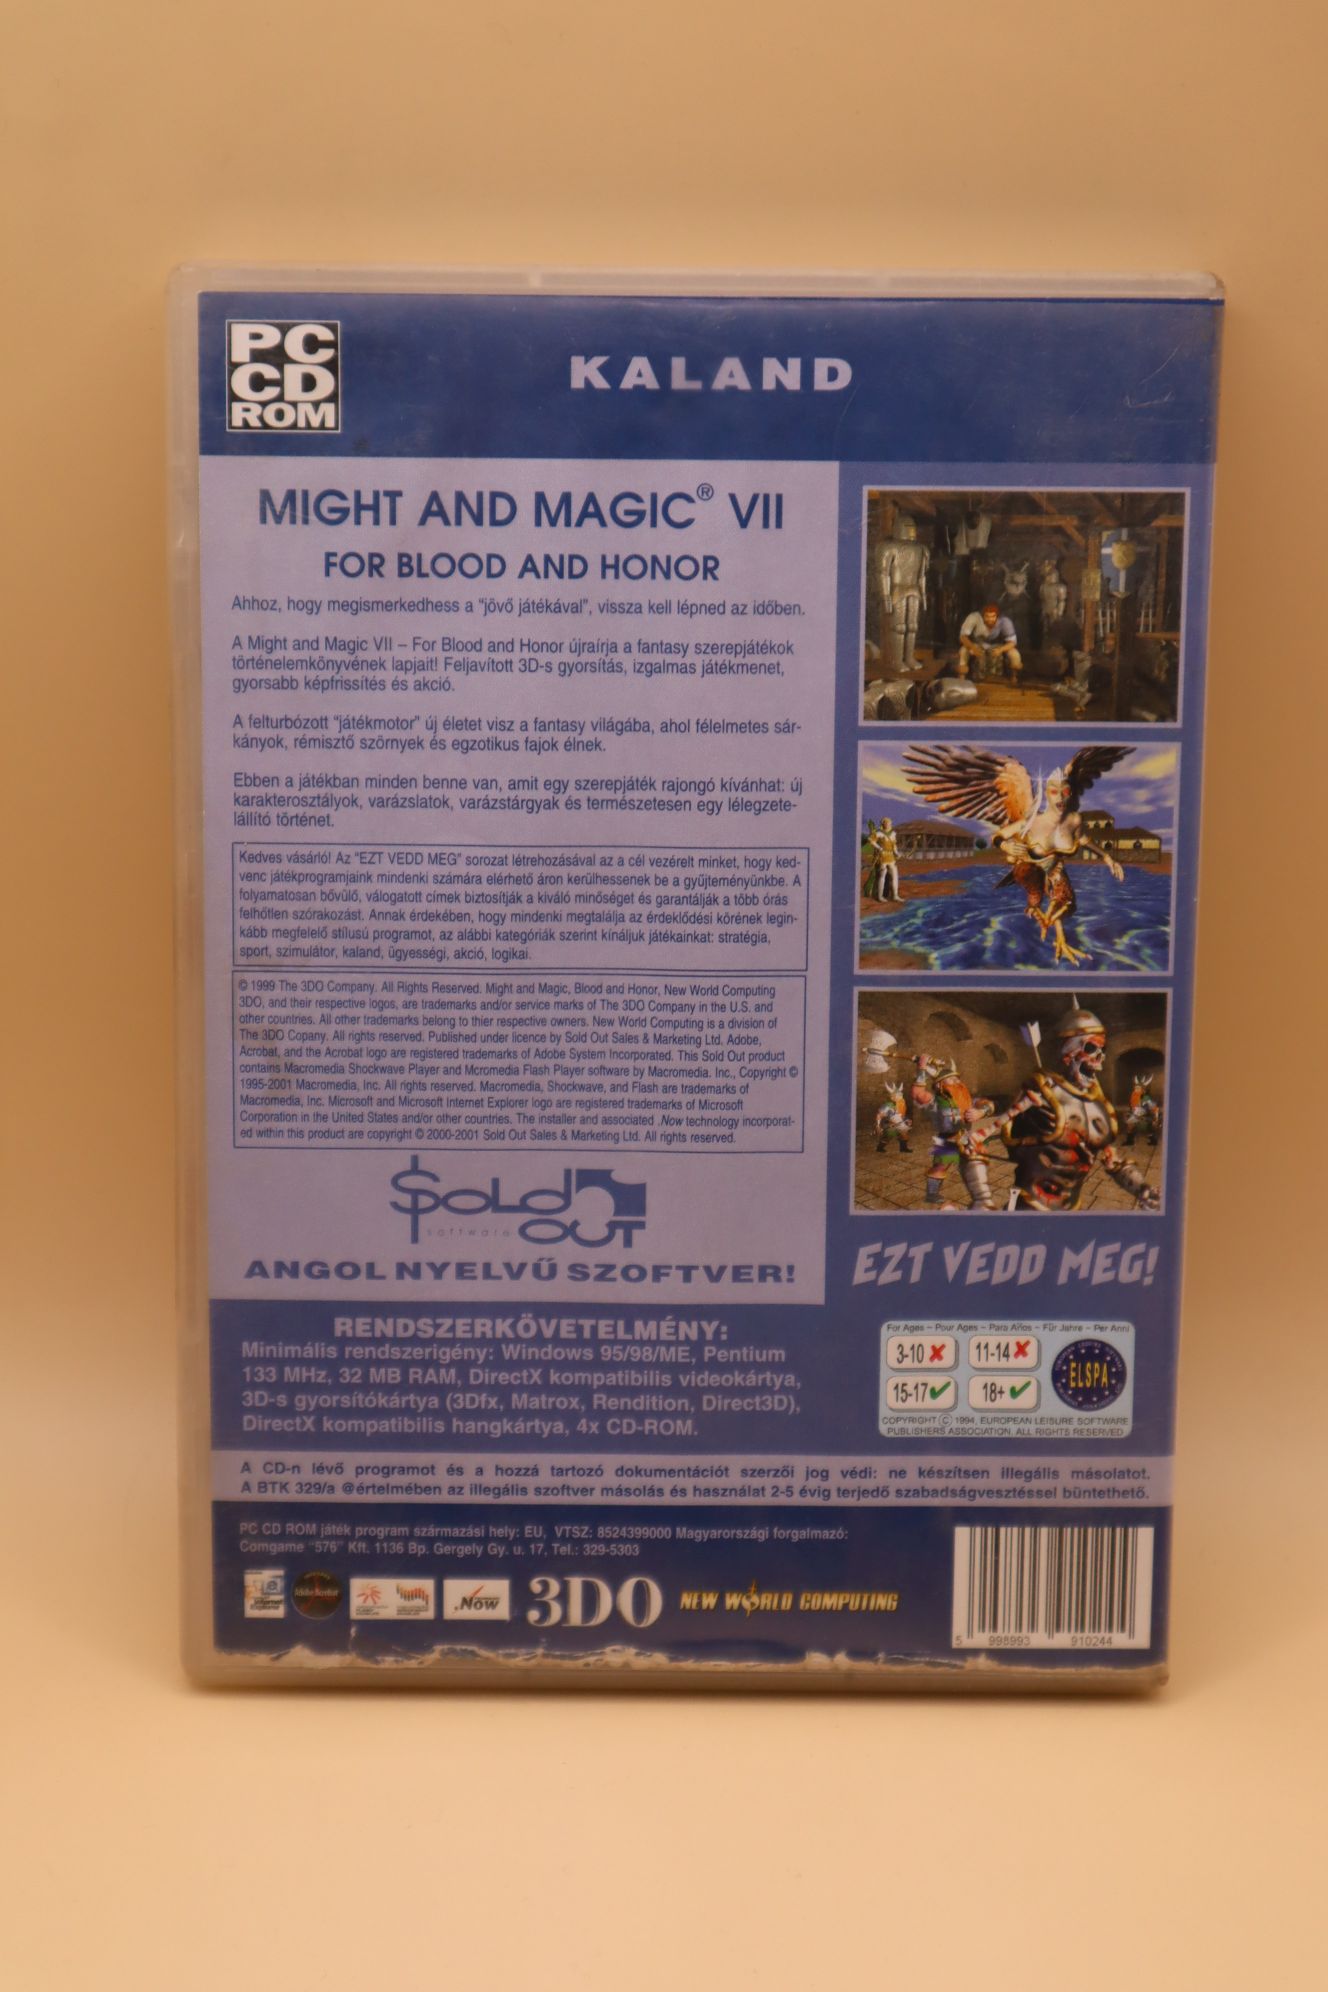 PC
CD
ROM
KALAND
MIGHT AND MAGIC® VII
FOR BLOOD AND HONOR
Ahhoz, hogy megismerkedhess a "jövő játékával", vissza kell lépned az időben.
A Might and Magic VII – For Blood and Honor újraírja a fantasy szerepjátékok
történelemkönyvének lapjait! Feljavított 3D-s gyorsítás, izgalmas játékmenet,
gyorsabb képfrissítés és akció.
A felturbózott "játékmotor" új életet visz a fantasy világába, ahol félelmetes sár-
kányok, rémisztő szörnyek és egzotikus fajok élnek.
Ebben a játékban minden benne van, amit egy szerepjáték rajongó kívánhat: új
karakterosztályok, varázslatok, varázstárgyak és természetesen egy lélegzete-
lállító történet.
Kedves vásárló! Az "EZT VEDD MEG" sorozat létrehozásával az a cél vezérelt minket, hogy ked-
venc játékprogramjaink mindenki számára elérhető áron kerülhessenek be a gyűjteményünkbe. A
folyamatosan bővülő, válogatott címek biztosítják a kiváló minőséget és garantálják a több órás
felhőtlen szórakozást. Annak érdekében, hogy mindenki megtalálja az érdeklődési körének legin-
kább megfelelő stílusú programot, az alábbi kategóriák szerint kínáljuk játékainkat: stratégia,
sport, szimulátor, kaland, ügyességi, akció, logikai.
© 1999 The 3DO Company. All Rights Reserved. Might and Magic, Blood and Honor, New World Computing
3DO, and their respective logos, are trademarks and/or service marks of The 3DO Company in the U.S. and
other countries. All other trademarks belong to thier respective owners. New World Computing is a division of
The 3DO Copany. All rights reserved. Published under licence by Sold Out Sales & Marketing Ltd. Adobe,
Acrobat, and the Acrobat logo are registered trademarks of Adobe System Incorporated. This Sold Out product
contains Macromedia Shockwave Player and Mcromedia Flash Player software by Macromedia. Inc., Copyright ©
1995-2001 Macromedia, Inc. All rights reserved. Macromedia, Shockwave, and Flash are trademarks of
Macromedia, Inc. Microsoft and Microsoft Internet Explorer logo are registered trademarks of Microsoft
Corporation in the United States and/or other countries. The installer and associated .Now technology incorporat-
ed within this product are copyright © 2000-2001 Sold Out Sales & Marketing Ltd. All rights reserved.
SOLD
software OUT
ANGOL NYELVŰ SZOFTVER!
EZT VEDD MEG!
RENDSZERKÖVETELMÉNY:
Minimális rendszerigény: Windows 95/98/ME, Pentium
133 MHz, 32 MB RAM, DirectX kompatibilis videokártya,
3D-s gyorsítókártya (3Dfx, Matrox, Rendition, Direct3D),
DirectX kompatibilis hangkártya, 4x CD-ROM.
For Ages – Pour Ages – Para Años – Für Jahre – Per Anni
3-10 11-14
15-17 18+
ELSPA
COPYRIGHT © 1994, EUROPEAN LEISURE SOFTWARE
PUBLISHERS ASSOCIATION. ALL RIGHTS RESERVED
A CD-n lévő programot és a hozzá tartozó dokumentációt szerzői jog védi: ne készítsen illegális másolatot.
A BTK 329/a @értelmében az illegális szoftver másolás és használat 2-5 évig terjedő szabadságvesztéssel büntethető.
PC CD ROM játék program származási hely: EU, VTSZ: 8524399000 Magyarországi forgalmazó:
Comgame "576" Kft. 1136 Bp. Gergely Gy. u. 17, Tel.: 329-5303
Adobe Acrobat
.Now
3DO
NEW WORLD COMPUTING
5 998993 910244